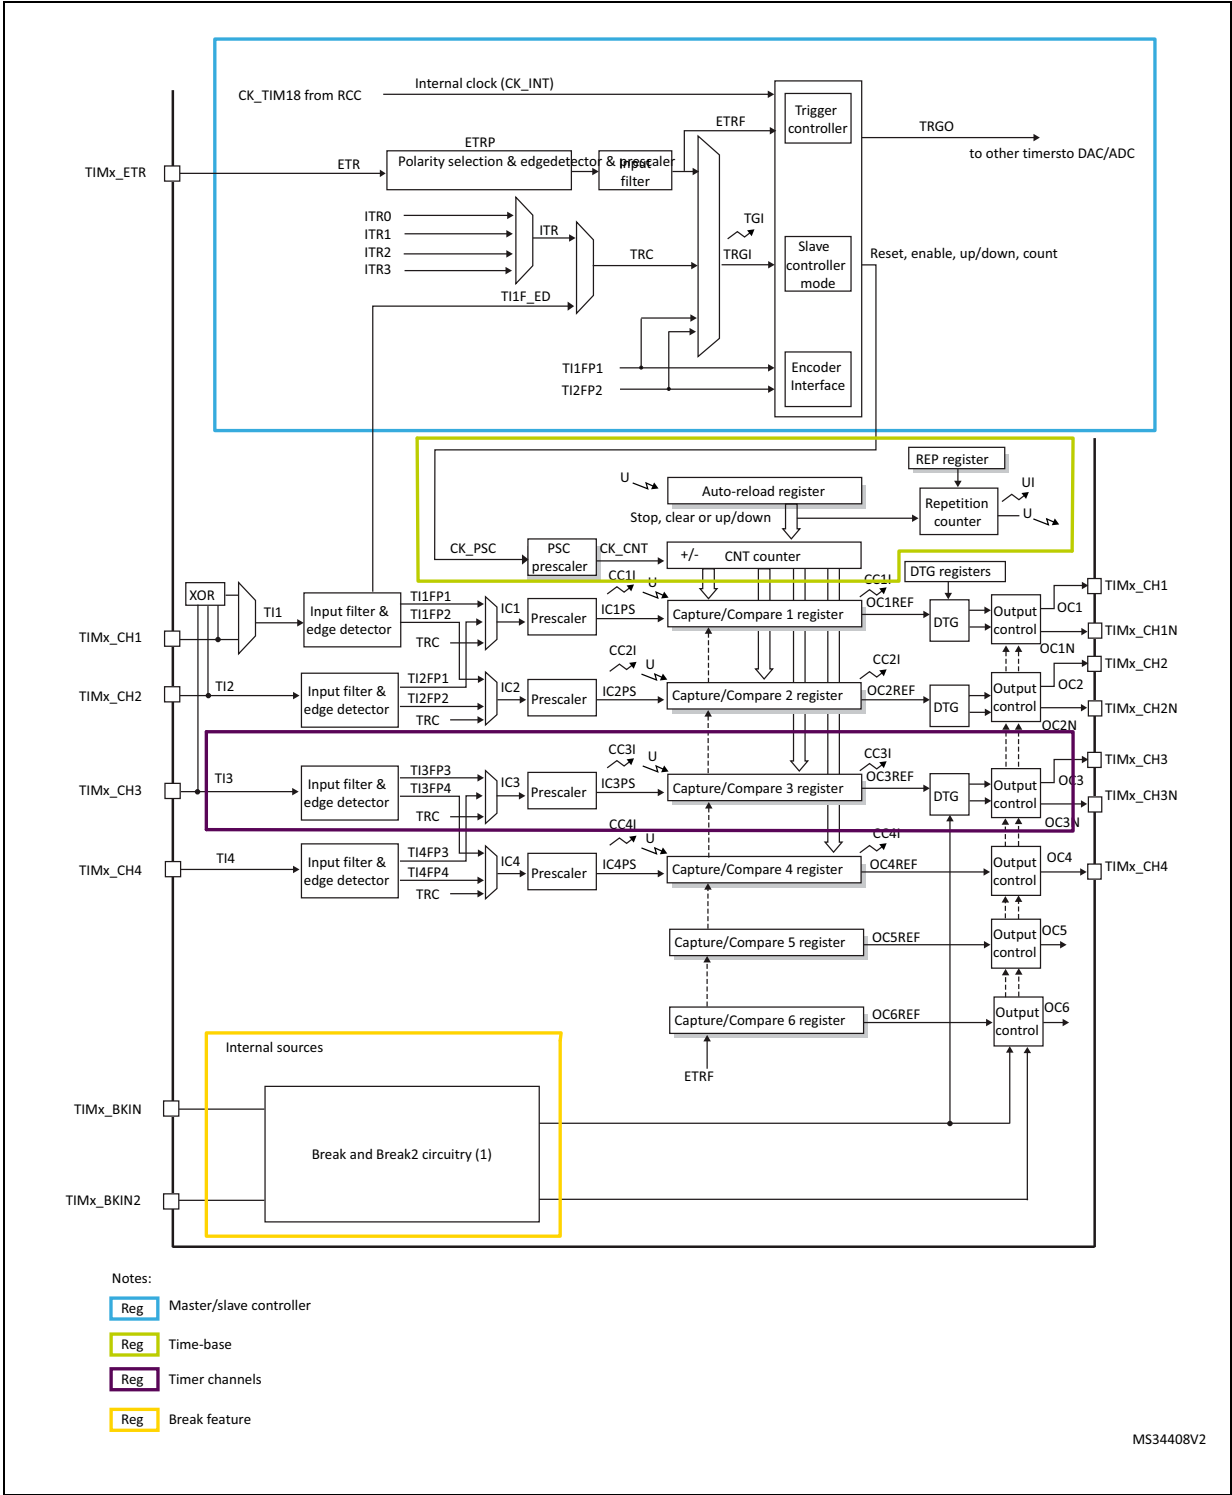 Internal clock (CK_INT)
CK_TIM18 from RCC
Trigger
controller
ETRF
TRGO
to other timersto DAC/ADC
ETRP
ETR
Polarity selection & edgedetector & prescaler
Input
filter
TIMx_ETR
ITR0
ITR1
ITR2
ITR3
ITR
TRC
TGI
TRGI
Slave
controller
mode
Reset, enable, up/down, count
TI1F_ED
TI1FP1
TI2FP2
Encoder
Interface
REP register
U
Auto-reload register
Repetition
counter
UI
U
Stop, clear or up/down
CK_PSC
PSC
prescaler
CK_CNT
+/-
CNT counter
DTG registers
XOR
TI1
TIMx_CH1
Input filter &
edge detector
TI1FP1
TI1FP2
TRC
IC1
Prescaler
IC1PS
CC1I
U
Capture/Compare 1 register
CC1I
OC1REF
DTG
Output
control
OC1
OC1N
TIMx_CH1
TIMx_CH1N
TIMx_CH2
TI2
Input filter &
edge detector
TI2FP1
TI2FP2
TRC
IC2
Prescaler
IC2PS
CC2I
U
Capture/Compare 2 register
CC2I
OC2REF
DTG
Output
control
OC2
OC2N
TIMx_CH2
TIMx_CH2N
TIMx_CH3
TI3
Input filter &
edge detector
TI3FP3
TI3FP4
TRC
IC3
Prescaler
IC3PS
CC3I
U
Capture/Compare 3 register
CC3I
OC3REF
DTG
Output
control
OC3
OC3N
TIMx_CH3
TIMx_CH3N
TIMx_CH4
TI4
Input filter &
edge detector
TI4FP3
TI4FP4
TRC
IC4
Prescaler
IC4PS
CC4I
U
Capture/Compare 4 register
CC4I
OC4REF
Output
control
OC4
TIMx_CH4
Capture/Compare 5 register
OC5REF
Output
control
OC5
Capture/Compare 6 register
OC6REF
Output
control
OC6
ETRF
Internal sources
TIMx_BKIN
Break and Break2 circuitry (1)
TIMx_BKIN2
Notes:
Reg Master/slave controller
Reg Time-base
Reg Timer channels
Reg Break feature
MS34408V2